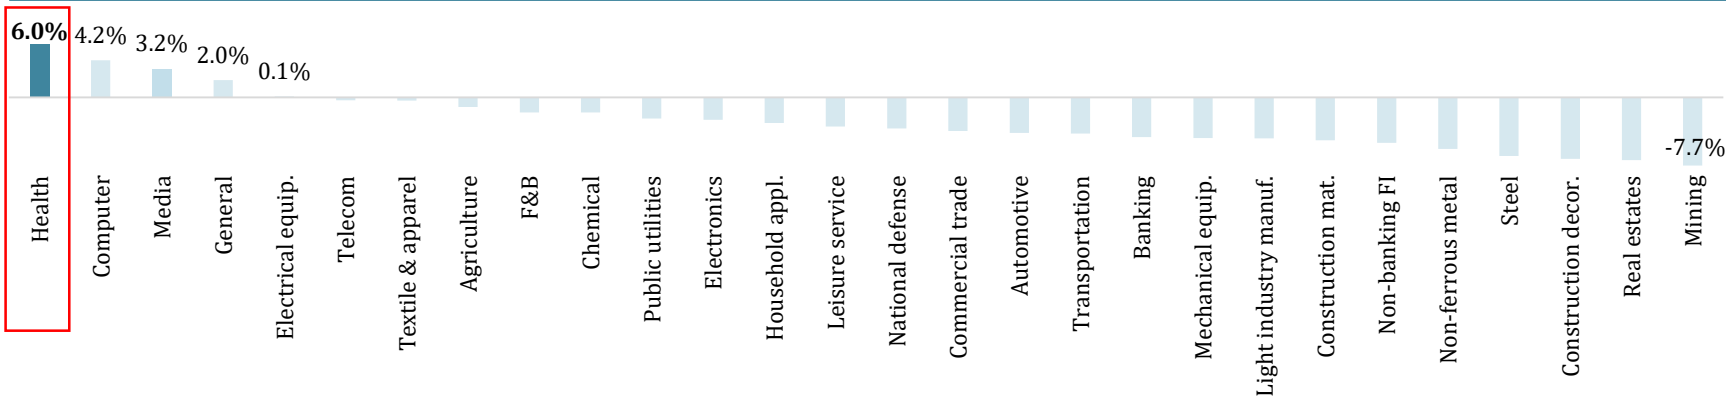 6.0%
4.2%
3.2%
2.0%
0.1%
-7.7%
Health
Computer
Media
General
Electrical equip.
Telecom
Textile & apparel
Agriculture
F&B
Chemical
Public utilities
Electronics
Household appl.
Leisure service
National defense
Commercial trade
Automotive
Transportation
Banking
Mechanical equip.
Light industry manuf.
Construction mat.
Non-banking FI
Non-ferrous metal
Steel
Construction decor.
Real estates
Mining